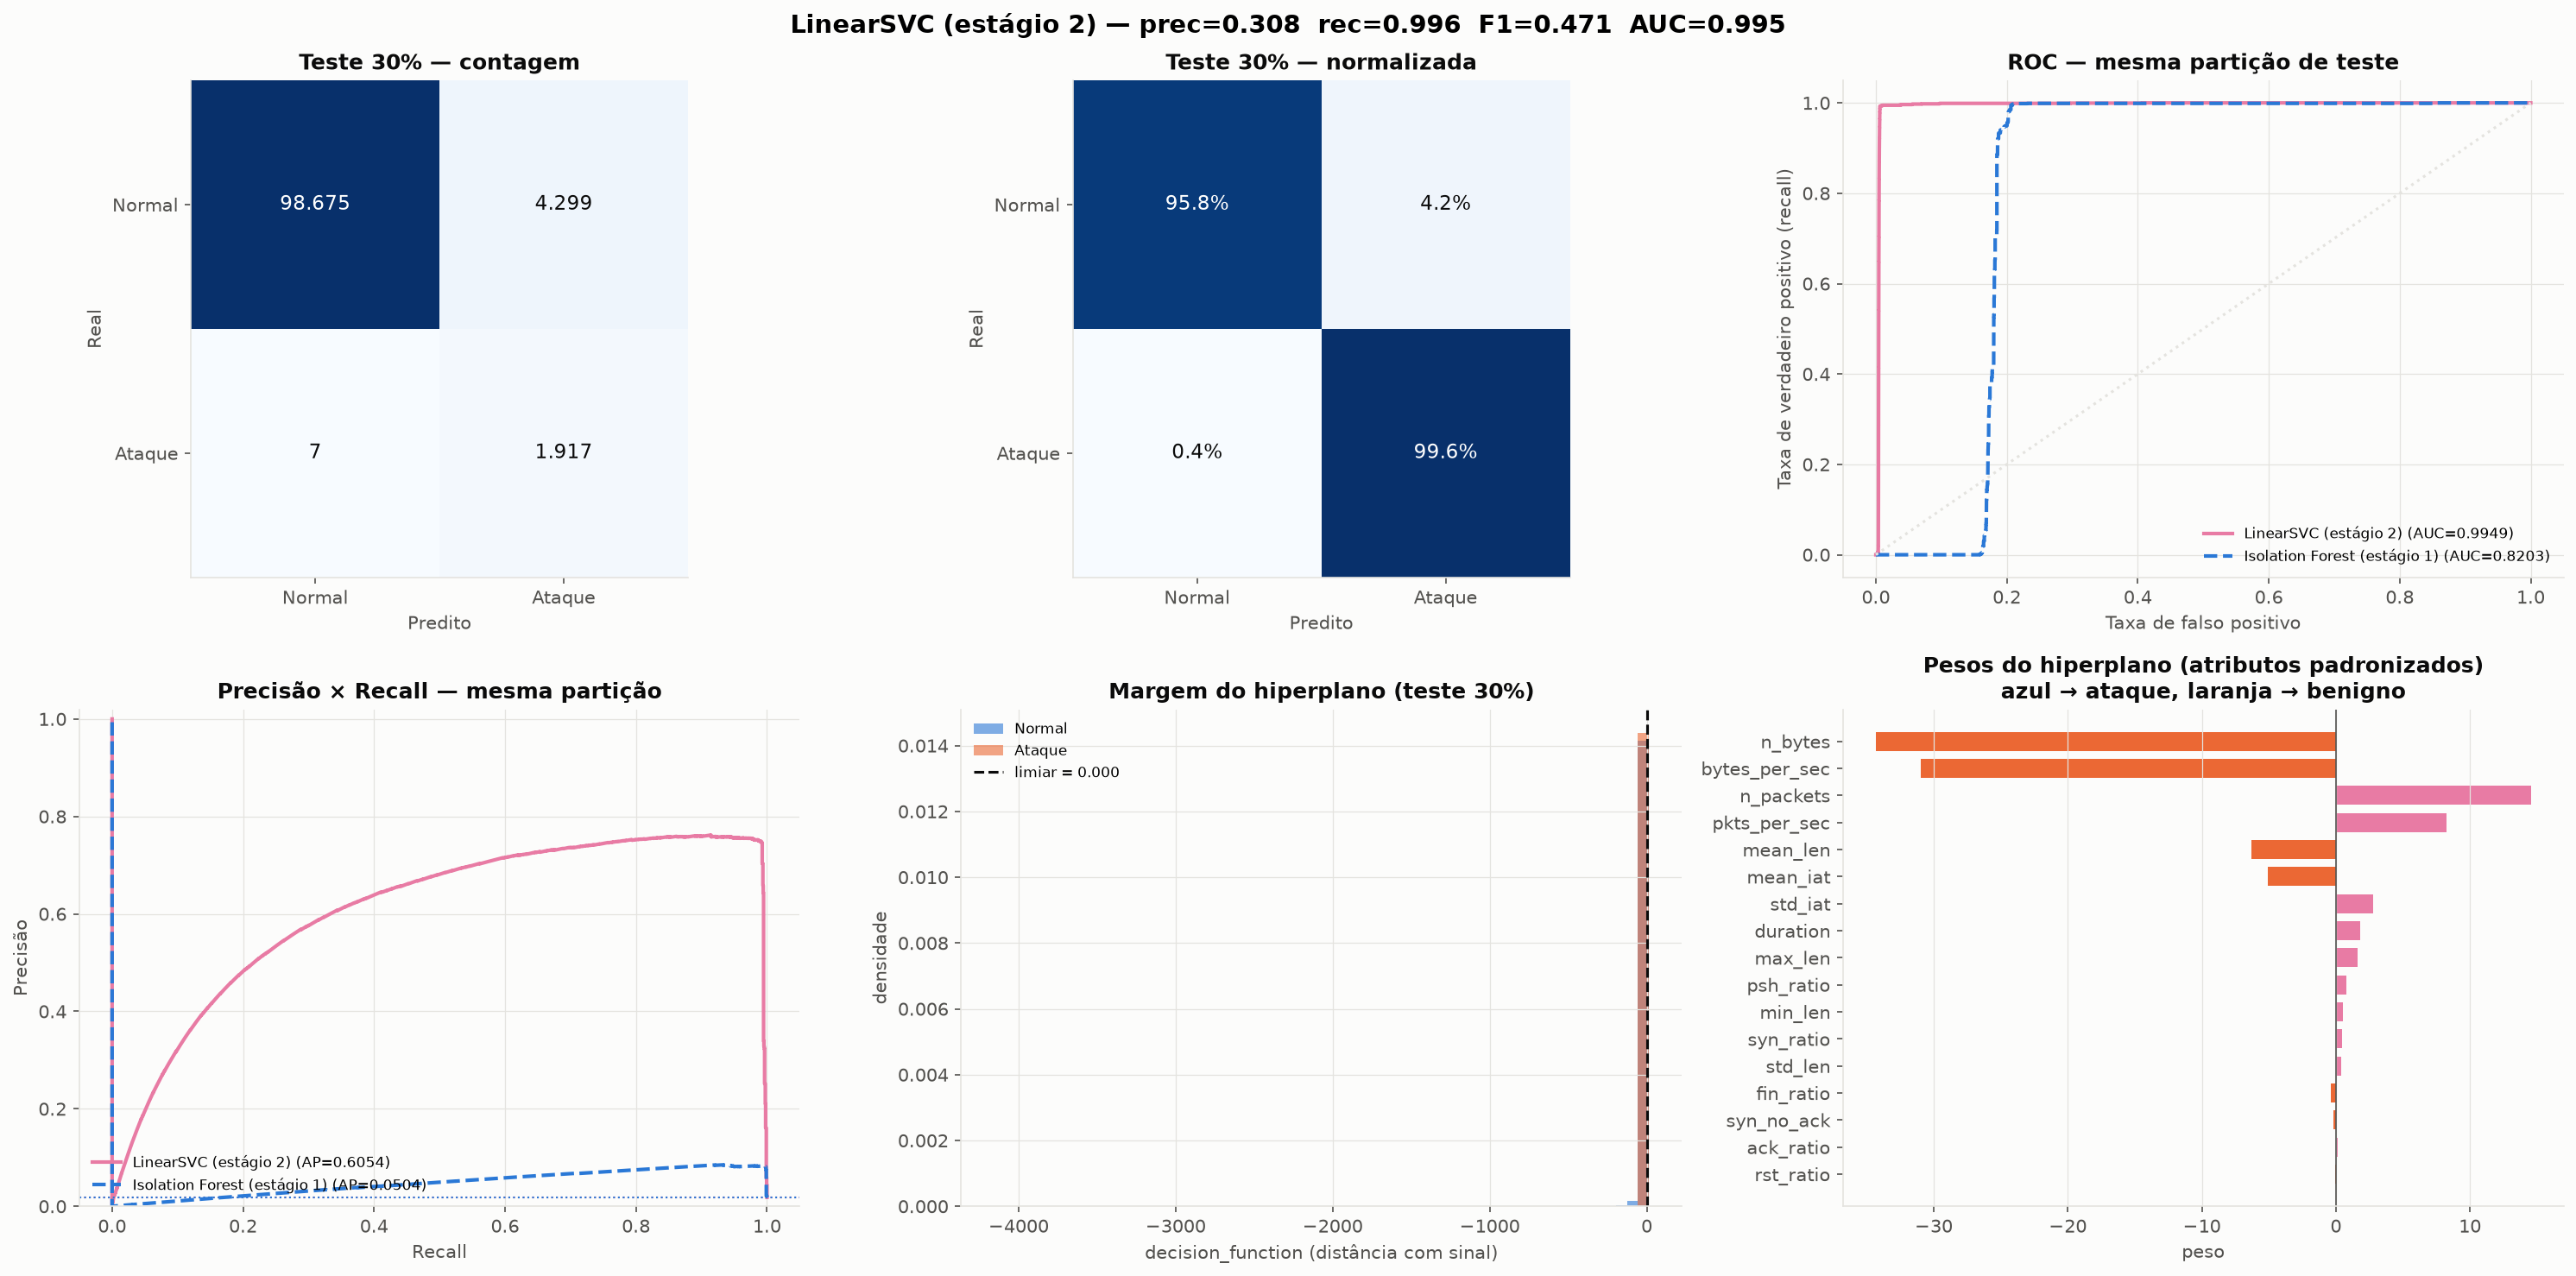 LinearSVC (estágio 2) — prec=0.308  rec=0.996  F1=0.471  AUC=0.995
Teste 30% — contagem
Real
Normal
Ataque
98.675
4.299
7
1.917
Normal
Ataque
Predito
Teste 30% — normalizada
Real
Normal
Ataque
95.8%
4.2%
0.4%
99.6%
Normal
Ataque
Predito
ROC — mesma partição de teste
Taxa de verdadeiro positivo (recall)
1.0
0.8
0.6
0.4
0.2
0.0
LinearSVC (estágio 2) (AUC=0.9949)
Isolation Forest (estágio 1) (AUC=0.8203)
0.0
0.2
0.4
0.6
0.8
1.0
Taxa de falso positivo
Precisão × Recall — mesma partição
Precisão
1.0
0.8
0.6
0.4
0.2
0.0
LinearSVC (estágio 2) (AP=0.6054)
Isolation Forest (estágio 1) (AP=0.0504)
0.0
0.2
0.4
0.6
0.8
1.0
Recall
Margem do hiperplano (teste 30%)
densidade
Normal
Ataque
limiar = 0.000
0.014
0.012
0.010
0.008
0.006
0.004
0.002
0.000
−4000
−3000
−2000
−1000
0
decision_function (distância com sinal)
Pesos do hiperplano (atributos padronizados)
azul → ataque, laranja → benigno
n_bytes
bytes_per_sec
n_packets
pkts_per_sec
mean_len
mean_iat
std_iat
duration
max_len
psh_ratio
min_len
syn_ratio
std_len
fin_ratio
syn_no_ack
ack_ratio
rst_ratio
−30
−20
−10
0
10
peso